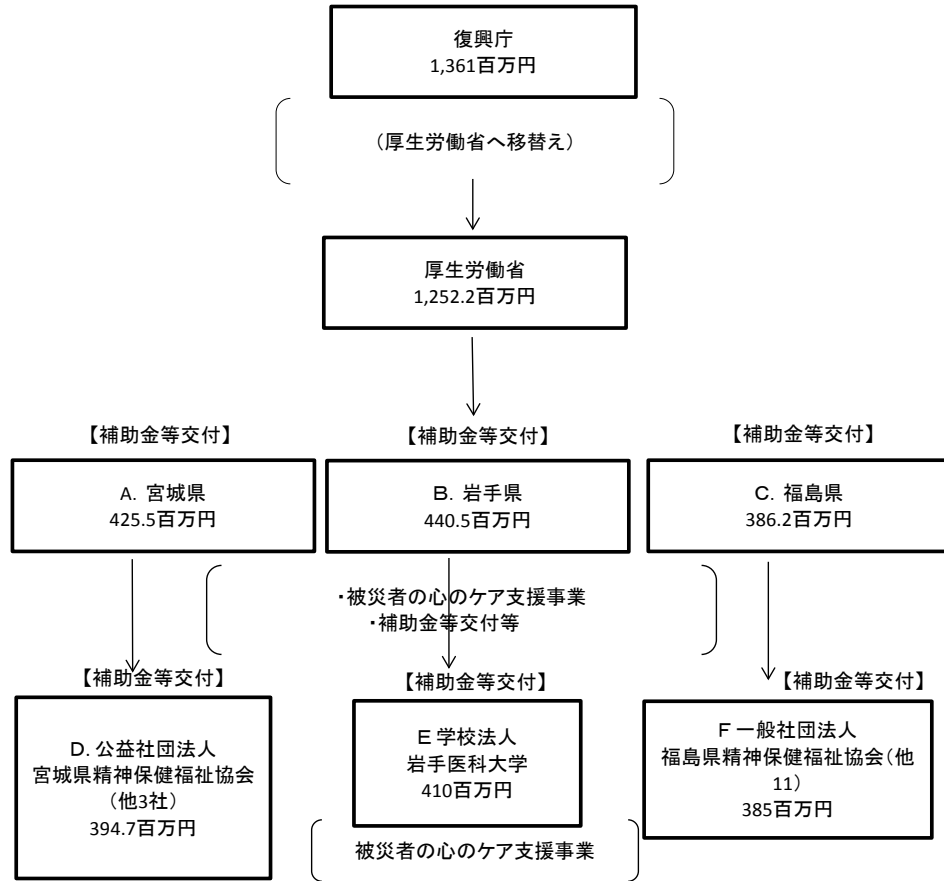 復興庁
1,361百万円
(厚生労働省へ移替え)
厚生労働省
1,252.2百万円
【補助金等交付】
【補助金等交付】
【補助金等交付】
A. 宮城県
425.5百万円
B. 岩手県
440.5百万円
C. 福島県
386.2百万円
・被災者の心のケア支援事業
・補助金等交付等
【補助金等交付】
【補助金等交付】
【補助金等交付】
D. 公益社団法人
宮城県精神保健福祉協会
(他3社)
394.7百万円
E 学校法人
岩手医科大学
410百万円
F 一般社団法人
福島県精神保健福祉協会(他
11)
385百万円
被災者の心のケア支援事業